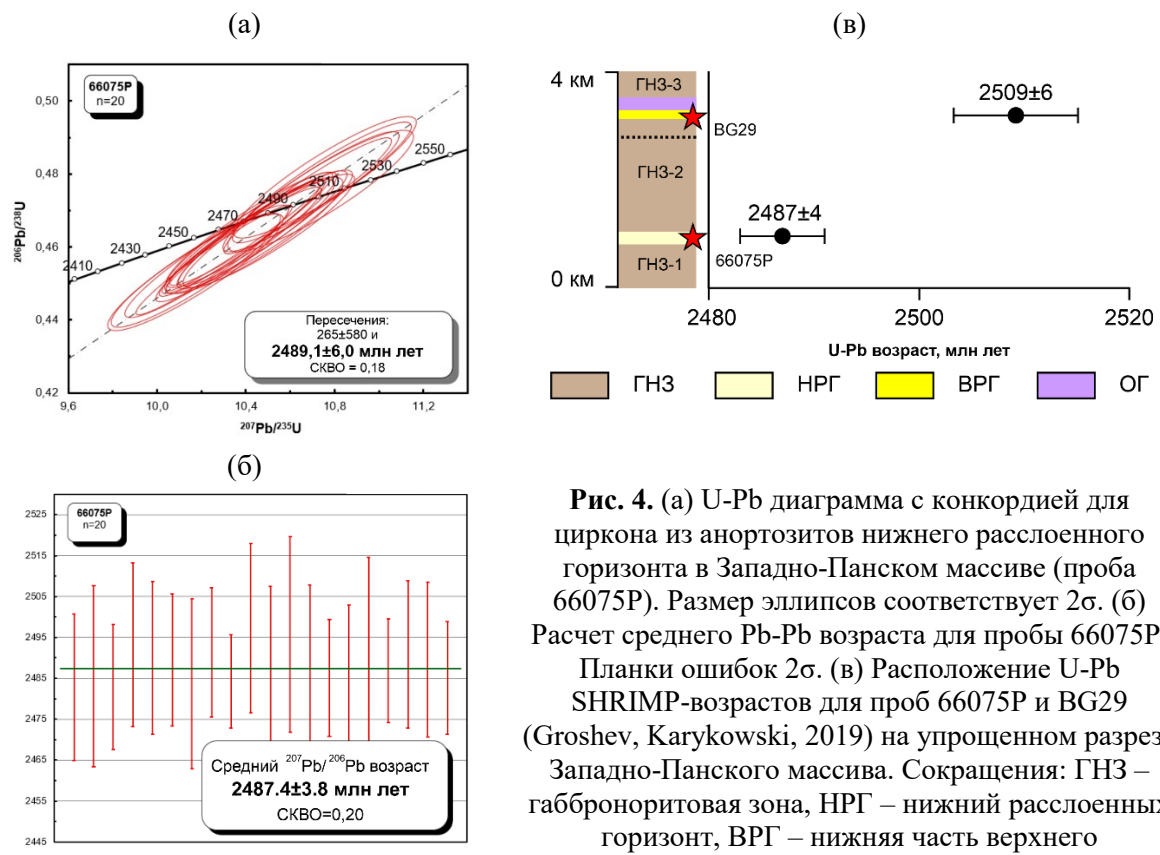 (а)
66075Р
n=20
0,50
0,48
0,46
0,44
0,42
²⁰⁶Pb/²³⁸U
2410
2430
2450
2470
2490
2510
2530
2550
Пересечения:
265±580 и
2489,1±6,0 млн лет
СКВО = 0,18
9,6
10,0
10,4
10,8
11,2
²⁰⁷Pb/²³⁵U
(в)
4 км
0 км
ГНЗ-3
ГНЗ-2
ГНЗ-1
BG29
66075Р
2509±6
2487±4
2480
2500
2520
U-Pb возраст, млн лет
ГНЗ
НРГ
ВРГ
ОГ
(б)
66075Р
n=20
2525
2515
2505
2495
2485
2475
2465
2455
2445
Средний ²⁰⁷Pb/²⁰⁶Pb возраст
2487.4±3.8 млн лет
СКВО=0,20
Рис. 4. (а) U-Pb диаграмма с конкордией для
циркона из анортозитов нижнего расслоенного
горизонта в Западно-Панском массиве (проба
66075Р). Размер эллипсов соответствует 2σ. (б)
Расчет среднего Pb-Pb возраста для пробы 66075Р
Планки ошибок 2σ. (в) Расположение U-Pb
SHRIMP-возрастов для проб 66075Р и BG29
(Groshev, Karykowski, 2019) на упрощенном разрез
Западно-Панского массива. Сокращения: ГНЗ –
габброноритовая зона, НРГ – нижний расслоенных
горизонт, ВРГ – нижняя часть верхнего